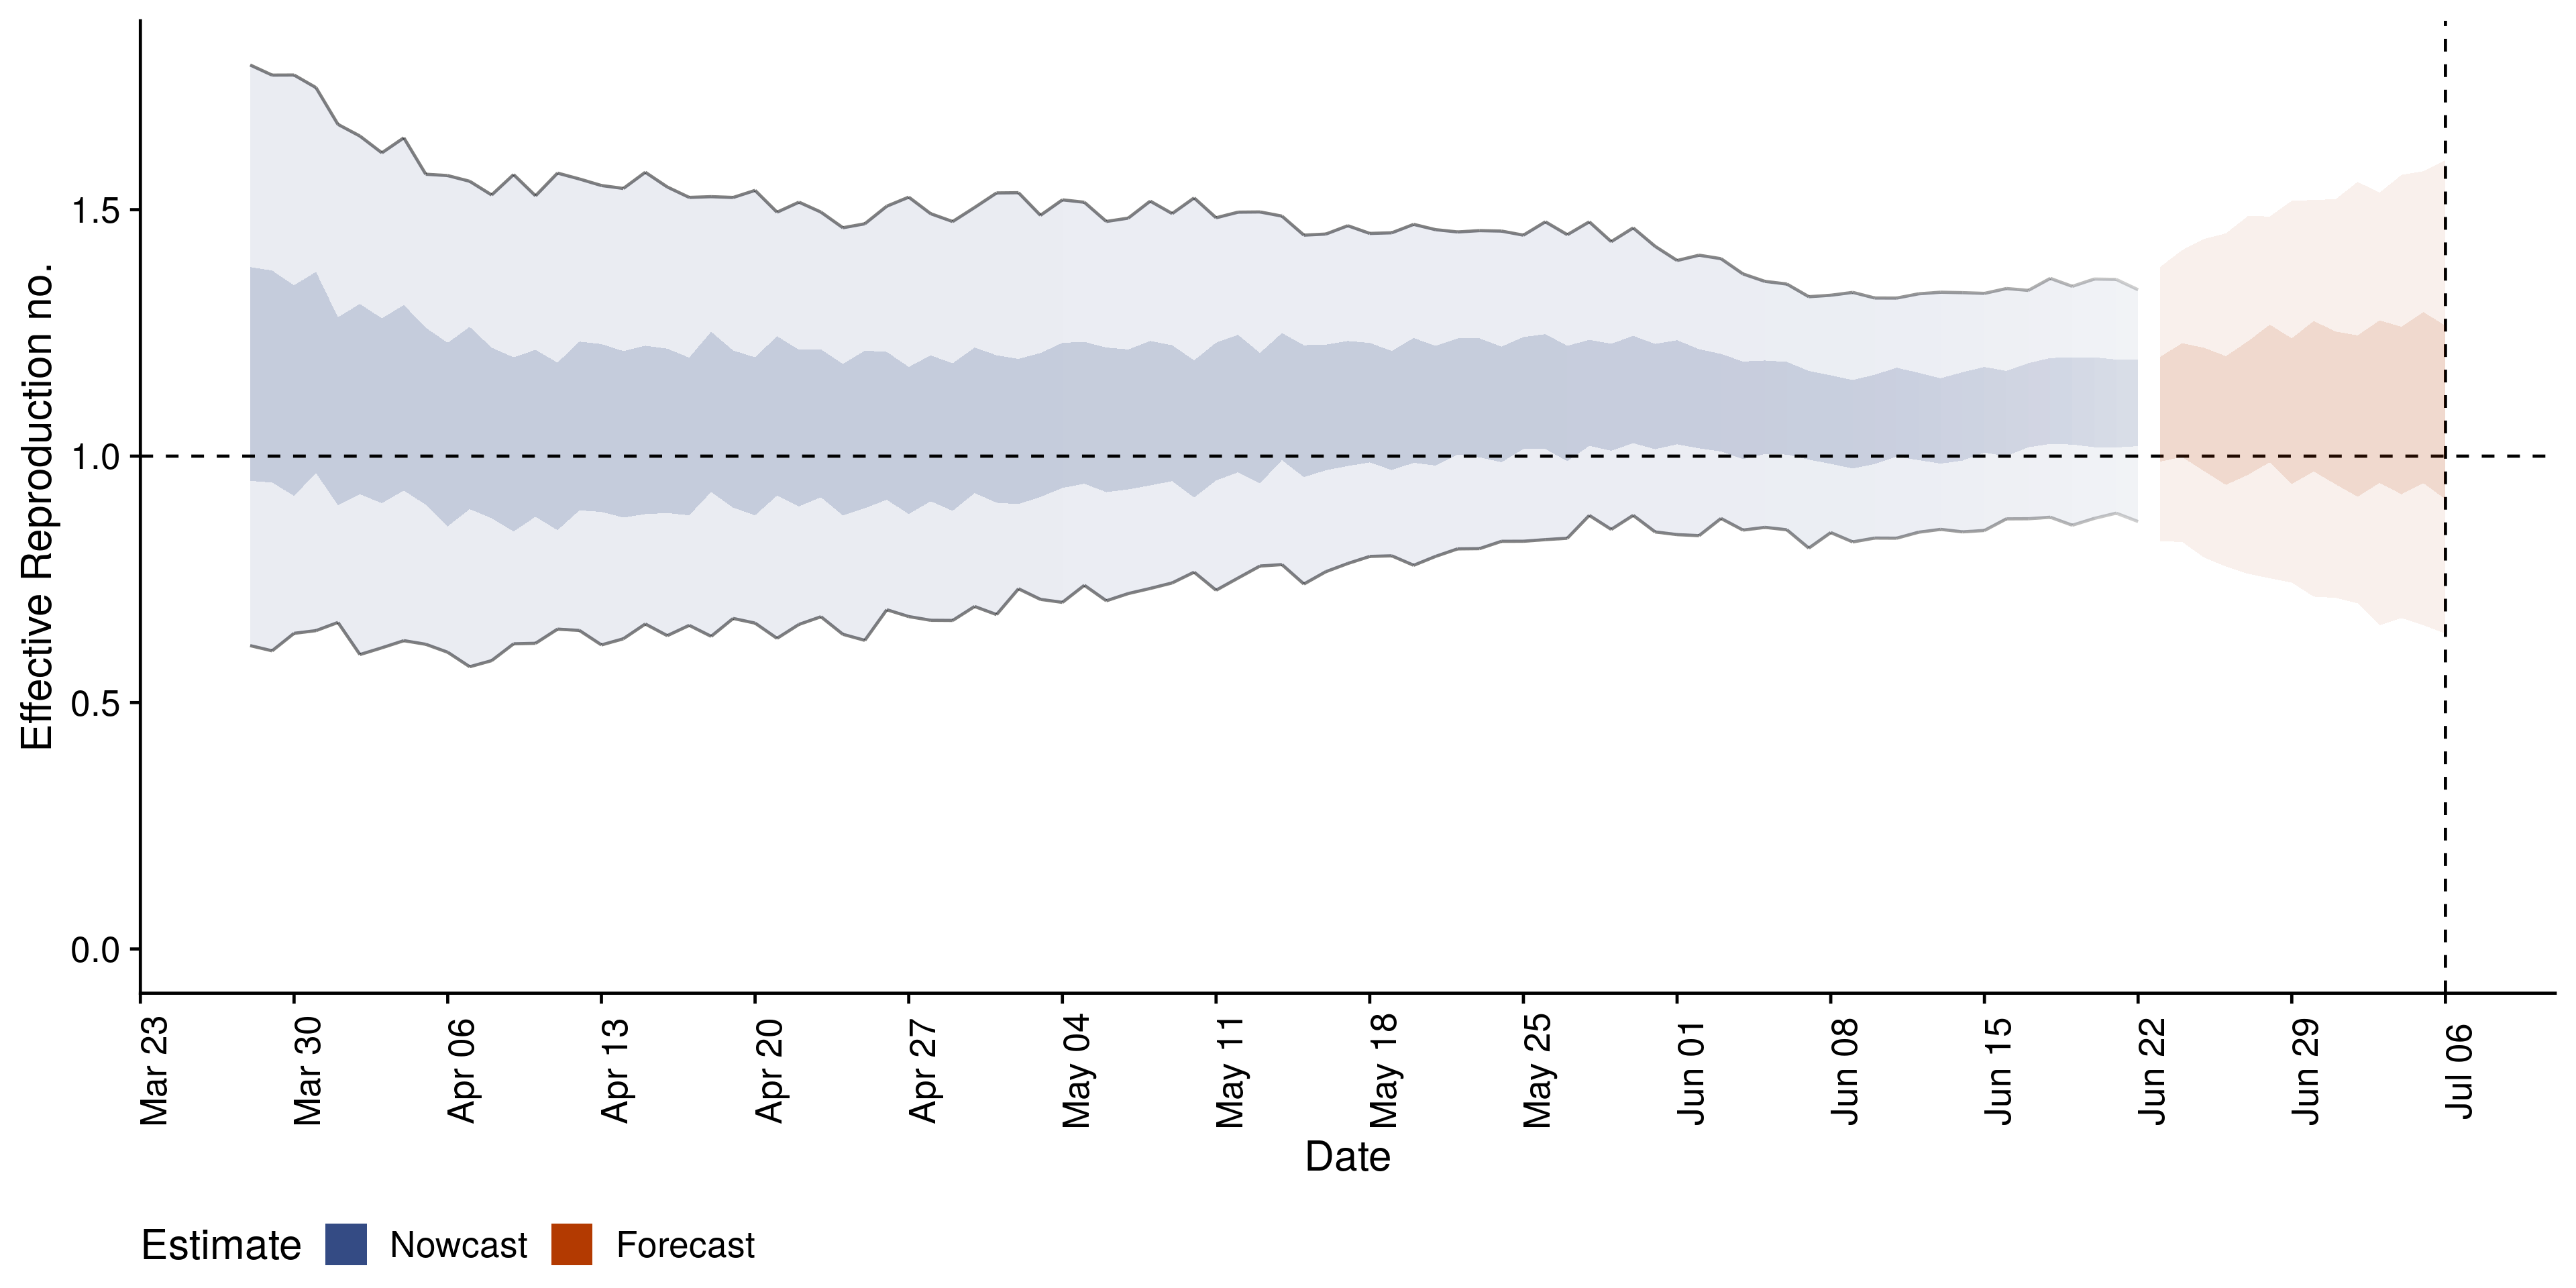 Effective Reproduction no.
1.5
1.0
0.5
0.0
Mar 23
Mar 30
Apr 06
Apr 13
Apr 20
Apr 27
May 04
May 11
May 18
May 25
Jun 01
Jun 08
Jun 15
Jun 22
Jun 29
Jul 06
Date
Estimate Nowcast Forecast